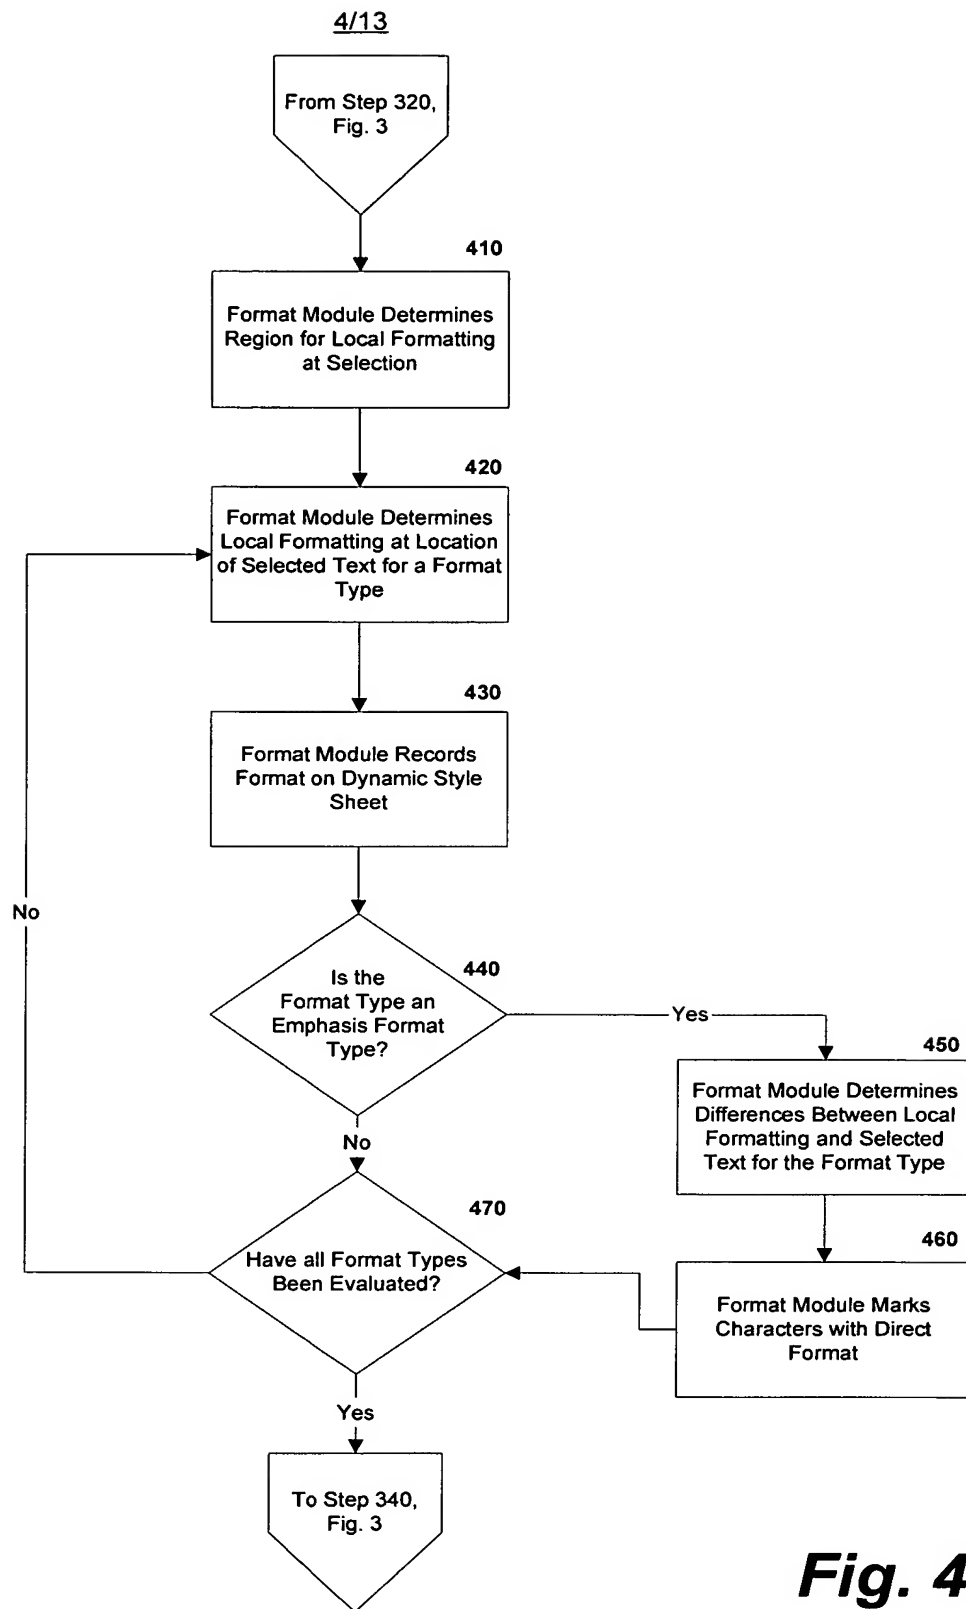 4/13
From Step 320,
Fig. 3
410
Format Module Determines
Region for Local Formatting
at Selection
420
Format Module Determines
Local Formatting at Location
of Selected Text for a Format
Type
430
Format Module Records
Format on Dynamic Style
Sheet
No
440
Is the
Format Type an
Emphasis Format
Type?
Yes
450
Format Module Determines
Differences Between Local
Formatting and Selected
Text for the Format Type
No
470
Have all Format Types
Been Evaluated?
460
Format Module Marks
Characters with Direct
Format
Yes
To Step 340,
Fig. 3
Fig. 4